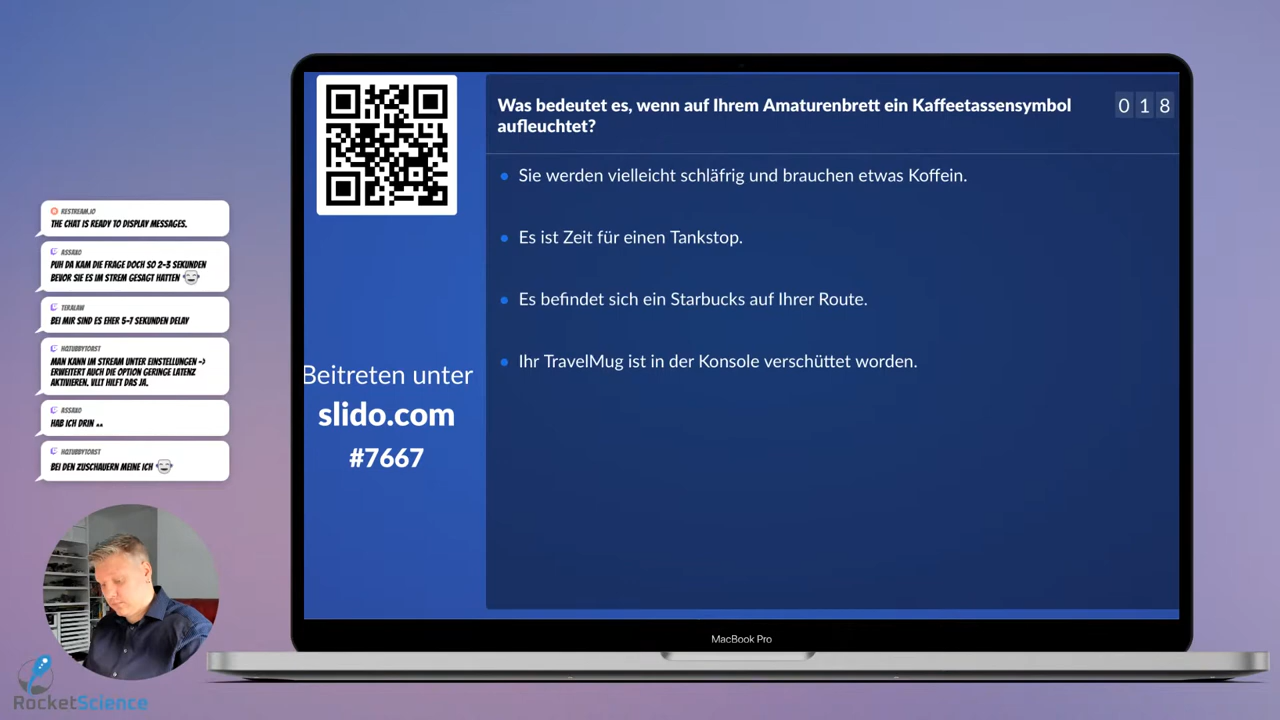 RESTREAM.IO
THE CHAT IS READY TO DISPLAY MESSAGES.
ASSAXO
PUH DA KAM DIE FRAGE DOCH SO 2-3 SEKUNDEN
BEVOR SIE ES IM STREM GESAGT HATTEN
TERALAW
BEI MIR SIND ES EHER 5-7 SEKUNDEN DELAY
MAN KANN IM STREAM UNTER EINSTELLUNGEN ->
ERWEITERT AUCH DIE OPTION GERINGE LATENZ
AKTIVIEREN. VLLT HILFT DAS JA.
ASSAXO
HAB ICH DRIN ^^
BEI DEN ZUSCHAUERN MEINE ICH
RocketScience
Beitreten unter
slido.com
#7667
Was bedeutet es, wenn auf Ihrem Amaturenbrett ein Kaffeetassensymbol
aufleuchtet?
018
Sie werden vielleicht schläfrig und brauchen etwas Koffein.
Es ist Zeit für einen Tankstop.
Es befindet sich ein Starbucks auf Ihrer Route.
Ihr TravelMug ist in der Konsole verschüttet worden.
MacBook Pro